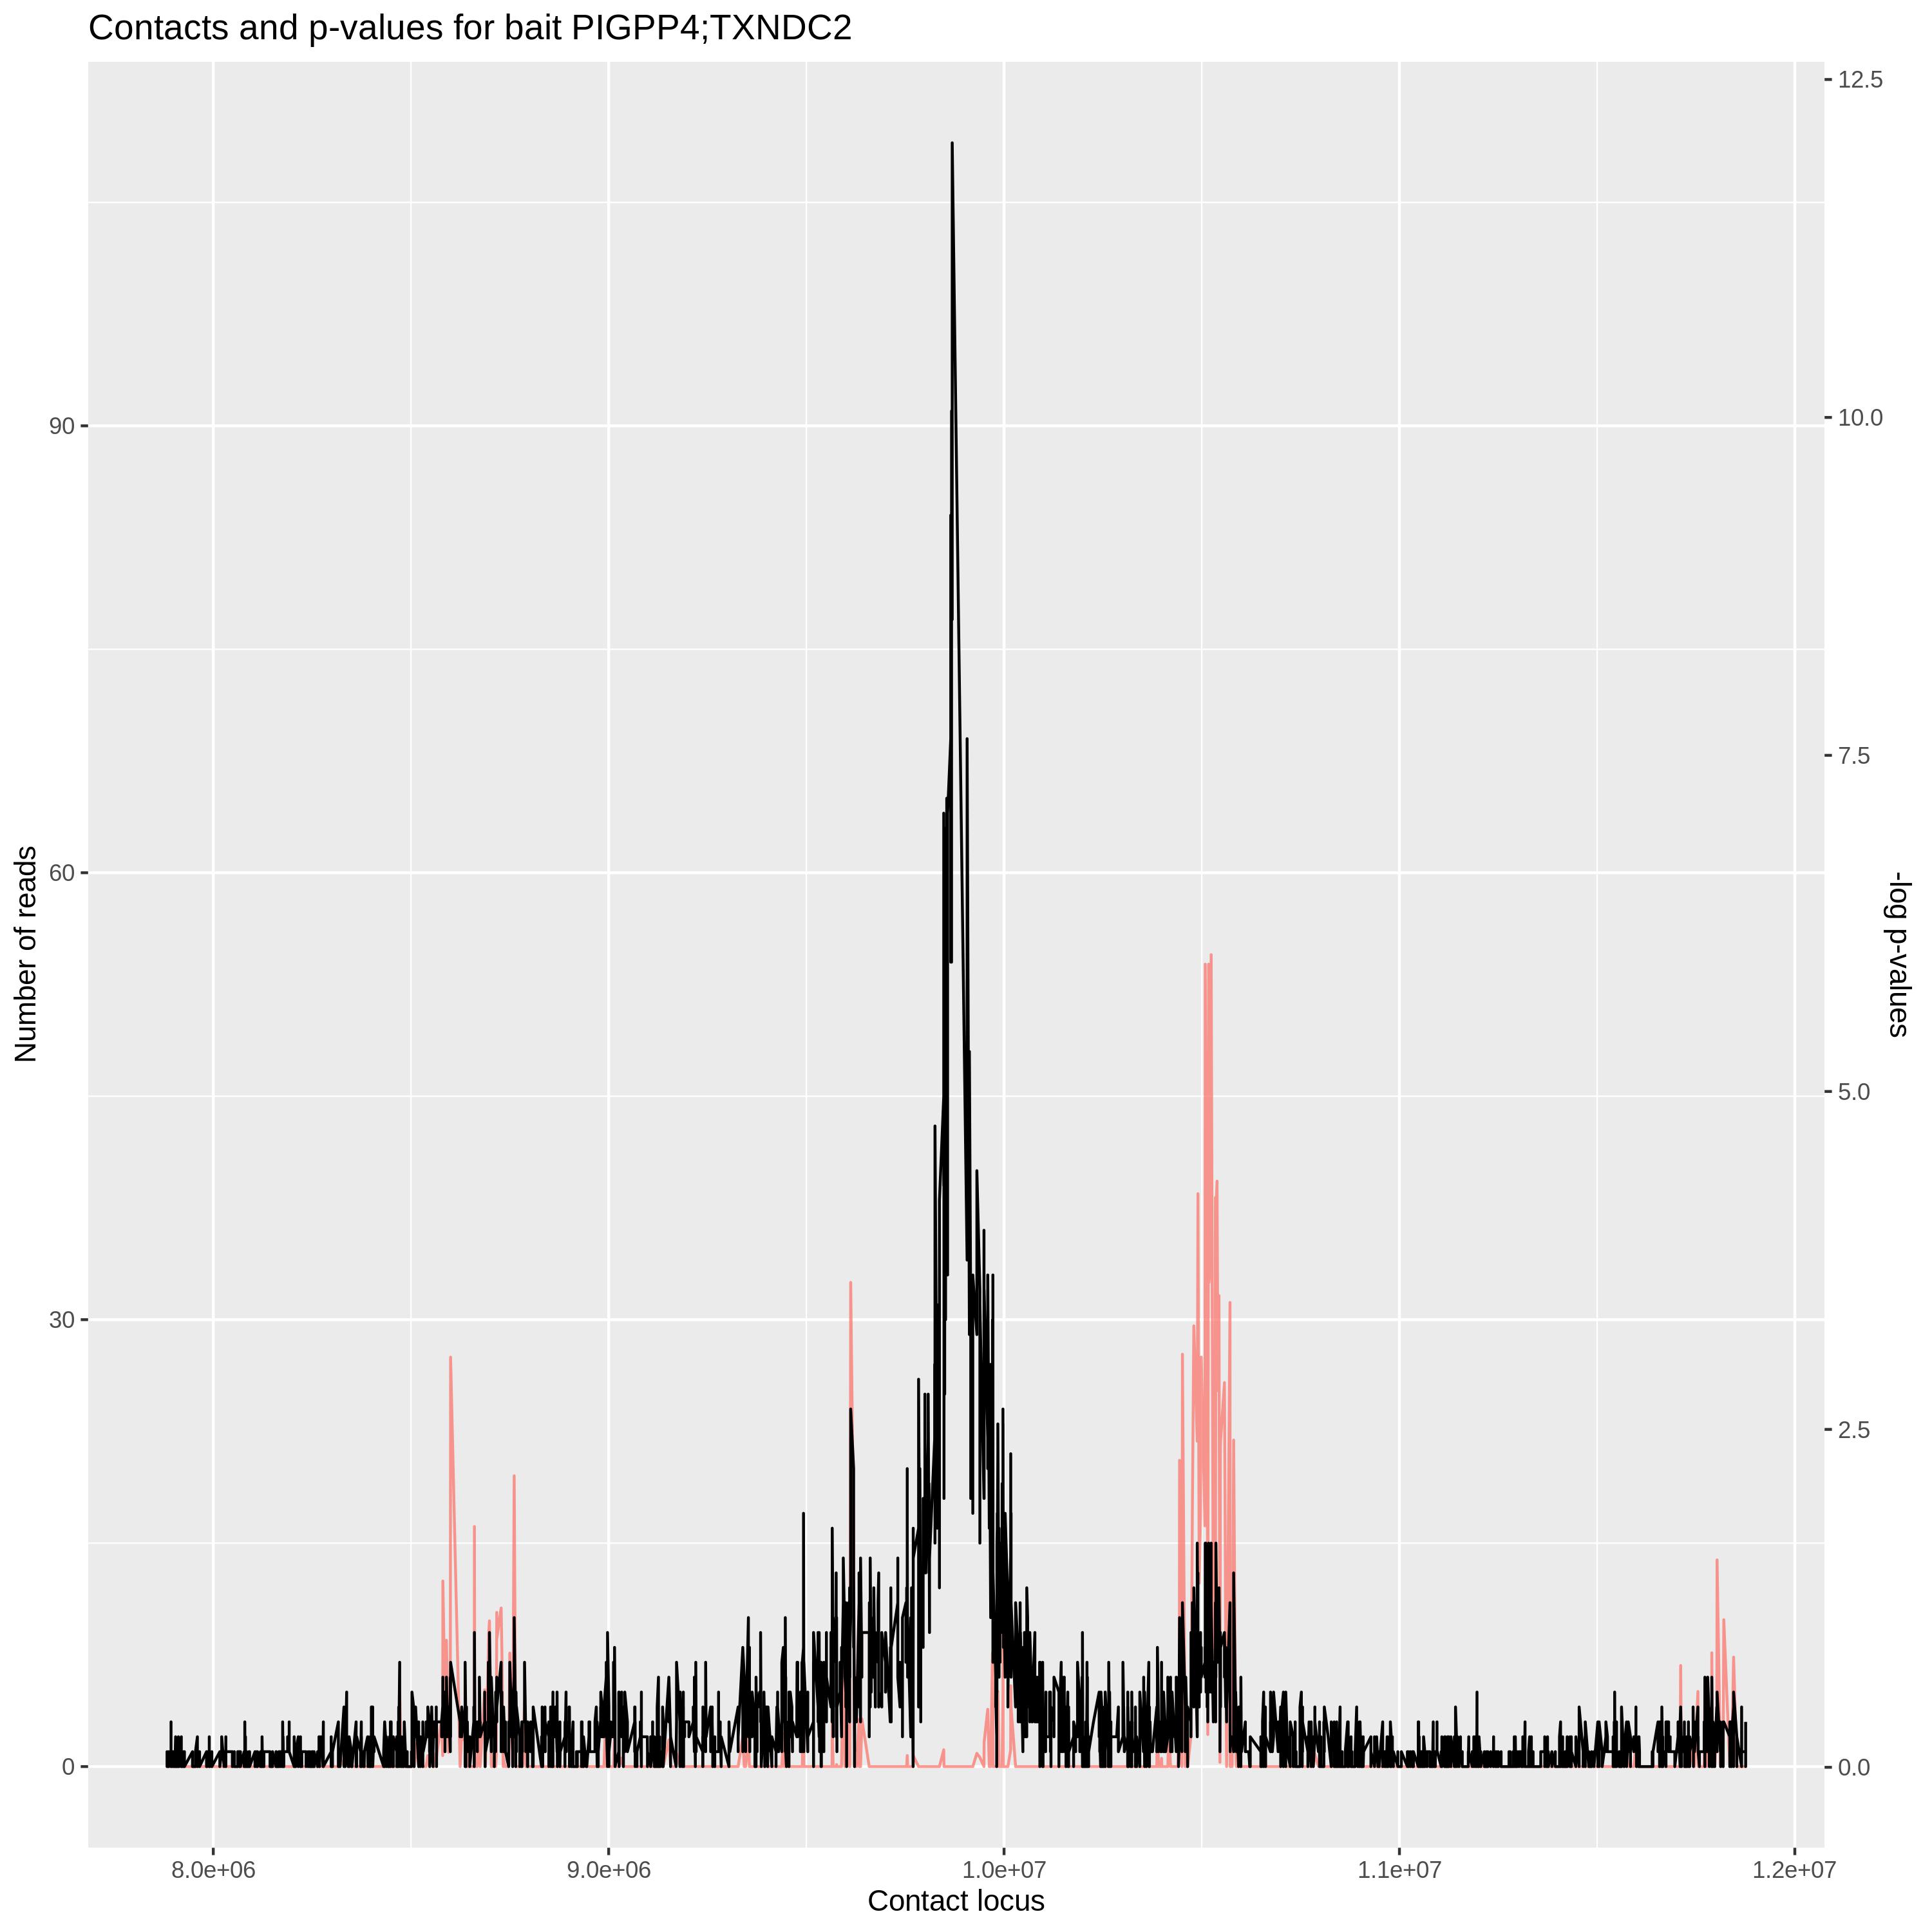 Contacts and p-values for bait PIGPP4;TXNDC2
12.5
10.0
7.5
5.0
2.5
0.0
90
60
30
0
Number of reads
-log p-values
8.0e+06
9.0e+06
1.0e+07
1.1e+07
1.2e+07
Contact locus